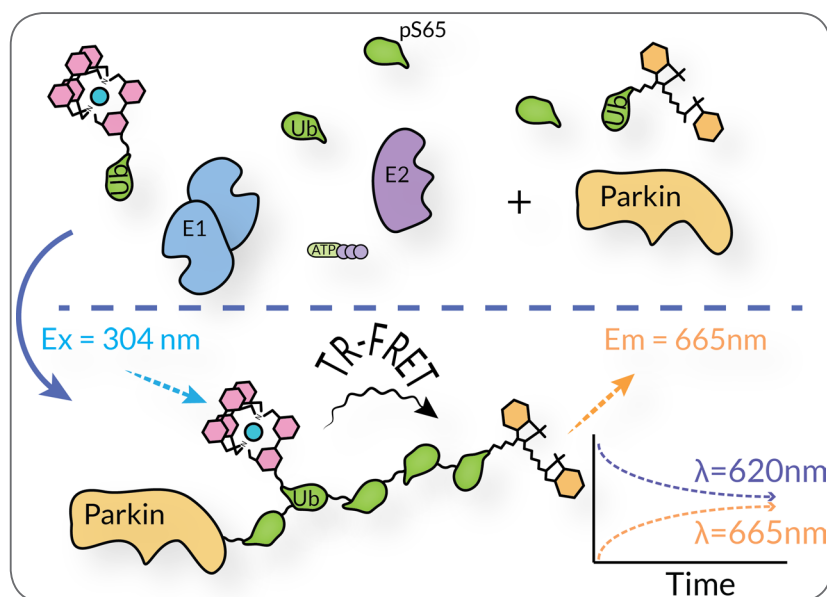 pS65
Ub
Ub
Ub
E1
E2
ATP
+
Parkin
Ex = 304 nm
TR-FRET
Em = 665nm
N
N
Ub
Parkin
λ=620nm
λ=665nm
Time